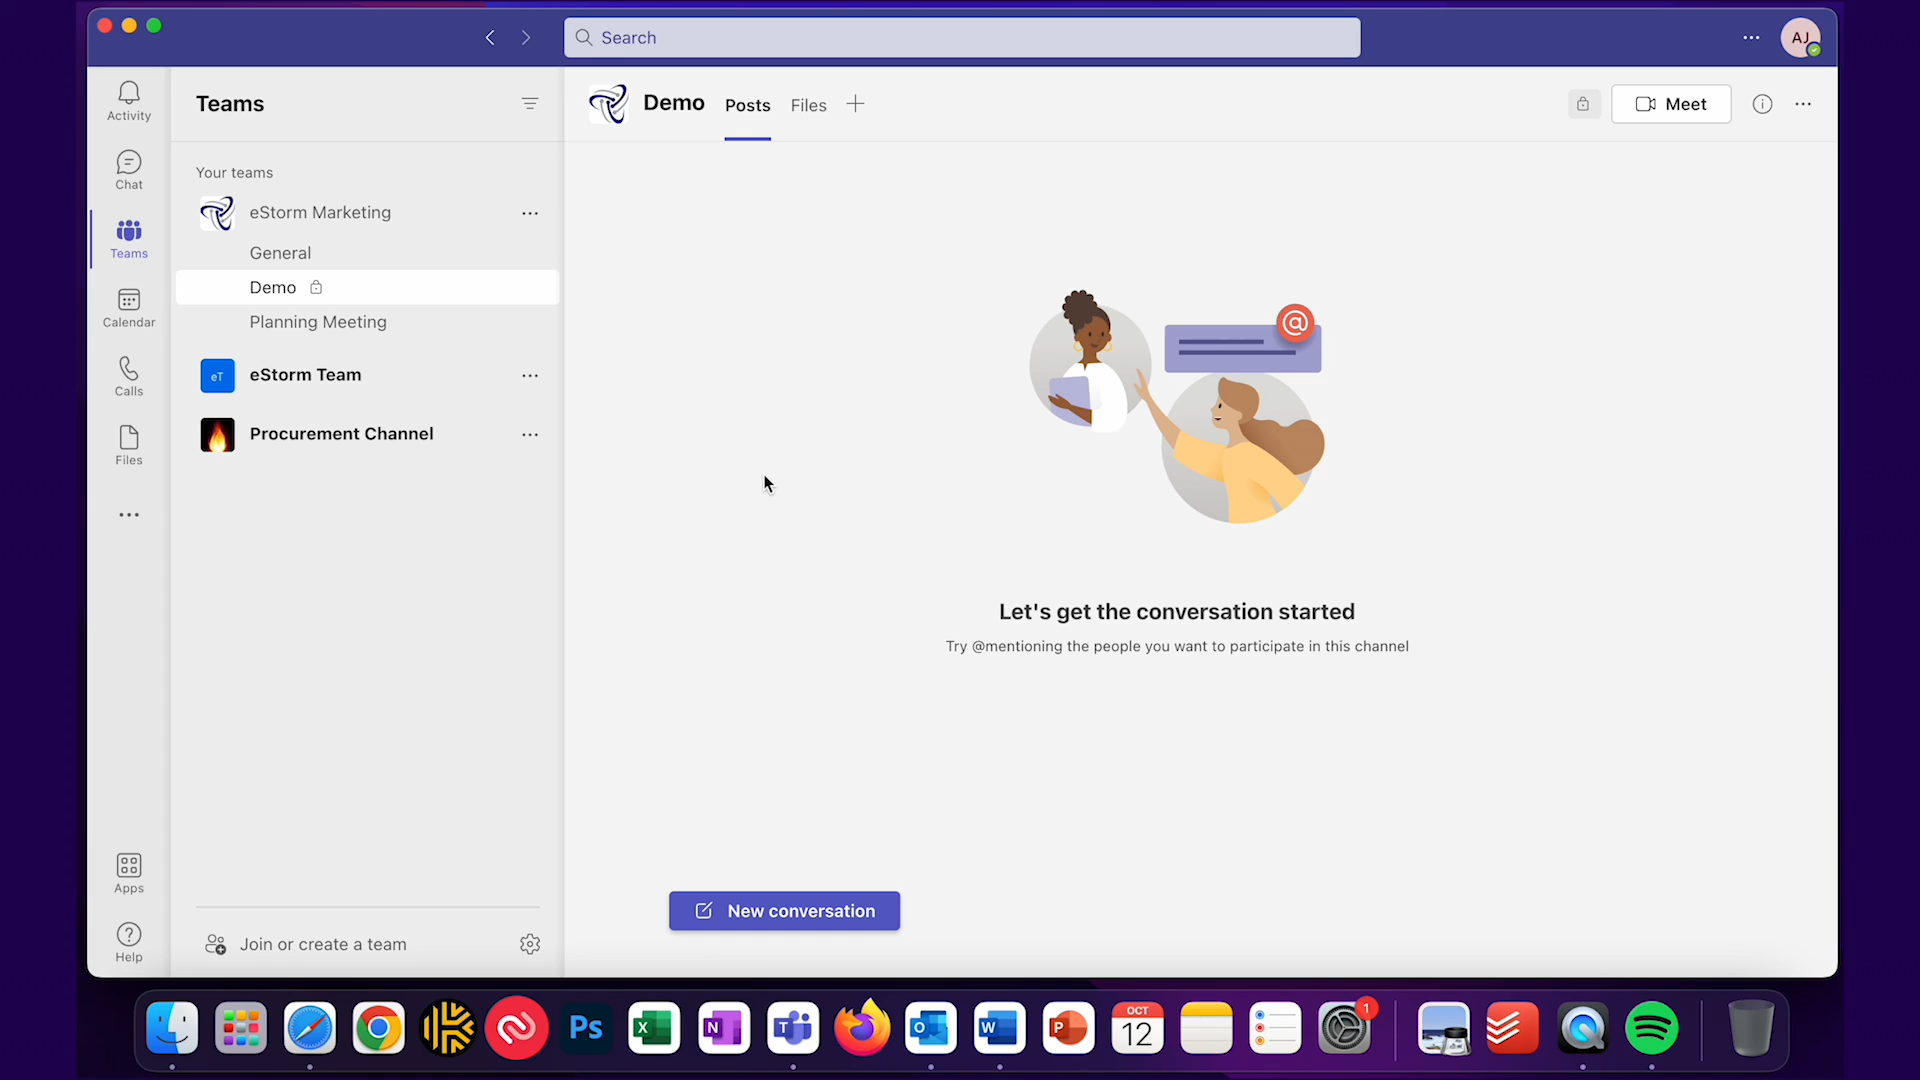 Search
AJ
Activity
Chat
Teams
Calendar
Calls
Files
Apps
Help
Teams
Your teams
eStorm Marketing
General
Demo
Planning Meeting
eT
eStorm Team
Procurement Channel
Join or create a team
Demo
Posts
Files
Meet
@
Let's get the conversation started
Try @mentioning the people you want to participate in this channel
New conversation
Ps
X
N
T
O
W
P
OCT
12
1